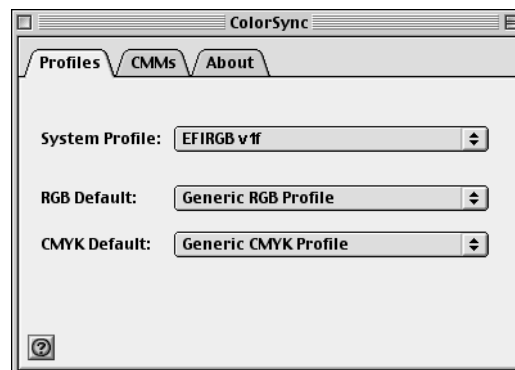 ColorSync
Profiles CMMs About
System Profile: EFIRGB v1f
RGB Default: Generic RGB Profile
CMYK Default: Generic CMYK Profile
?